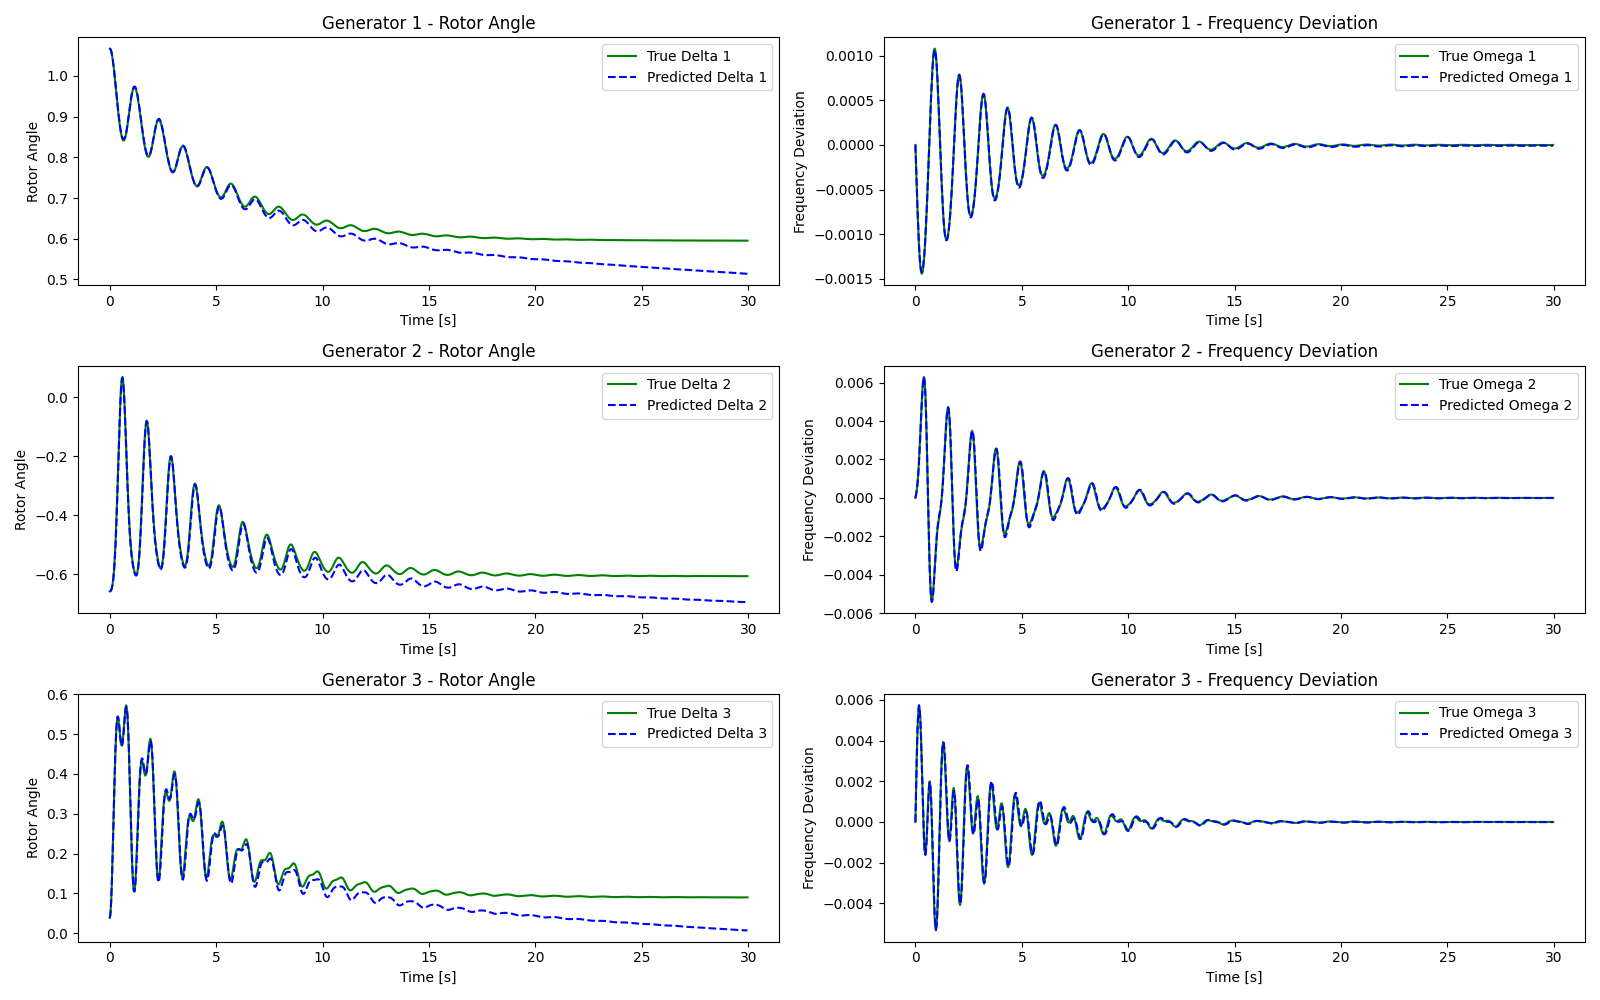 Generator 1 - Rotor Angle
True Delta 1
Predicted Delta 1
Rotor Angle
1.0
0.9
0.8
0.7
0.6
0.5
0
5
10
15
20
25
30
Time [s]
Generator 1 - Frequency Deviation
True Omega 1
Predicted Omega 1
Frequency Deviation
0.0010
0.0005
0.0000
−0.0005
−0.0010
−0.0015
0
5
10
15
20
25
30
Time [s]
Generator 2 - Rotor Angle
True Delta 2
Predicted Delta 2
Rotor Angle
0.0
−0.2
−0.4
−0.6
0
5
10
15
20
25
30
Time [s]
Generator 2 - Frequency Deviation
True Omega 2
Predicted Omega 2
Frequency Deviation
0.006
0.004
0.002
0.000
−0.002
−0.004
−0.006
0
5
10
15
20
25
30
Time [s]
Generator 3 - Rotor Angle
True Delta 3
Predicted Delta 3
Rotor Angle
0.6
0.5
0.4
0.3
0.2
0.1
0.0
0
5
10
15
20
25
30
Time [s]
Generator 3 - Frequency Deviation
True Omega 3
Predicted Omega 3
Frequency Deviation
0.006
0.004
0.002
0.000
−0.002
−0.004
0
5
10
15
20
25
30
Time [s]